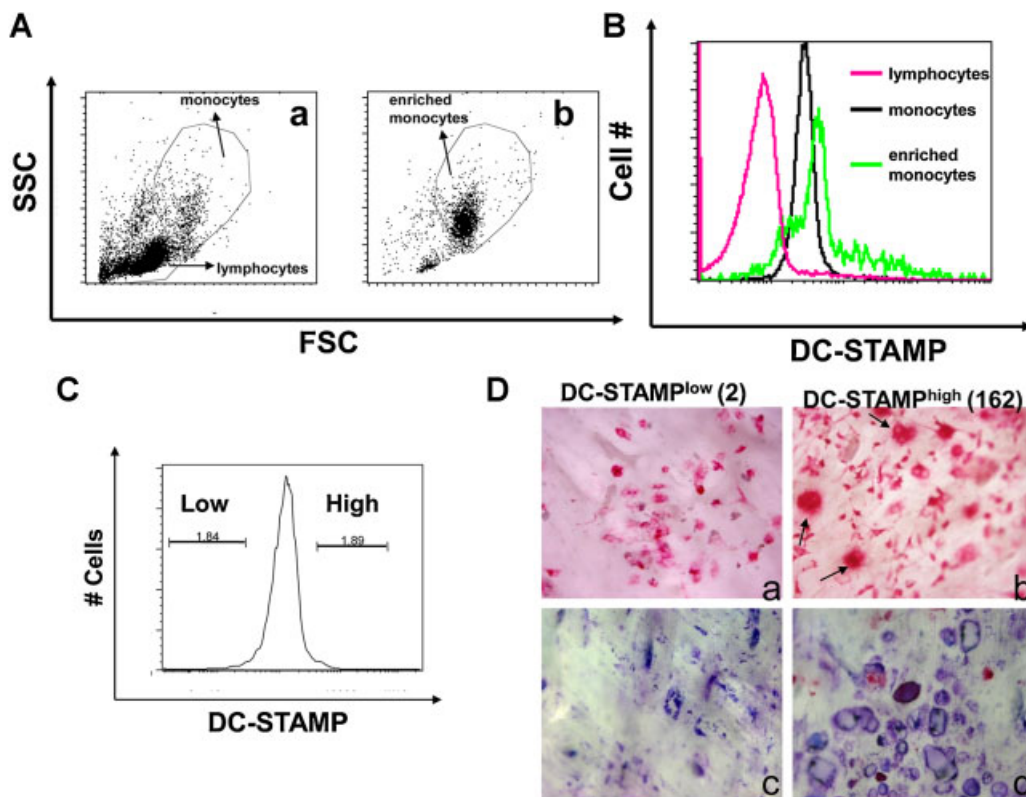 A
monocytes
a
enriched
monocytes
b
lymphocytes
SSC
FSC
B
lymphocytes
monocytes
enriched
monocytes
Cell #
DC-STAMP
C
Low
High
1.84
1.89
# Cells
DC-STAMP
D
DC-STAMPlow (2)
DC-STAMPhigh (162)
a
b
c
d